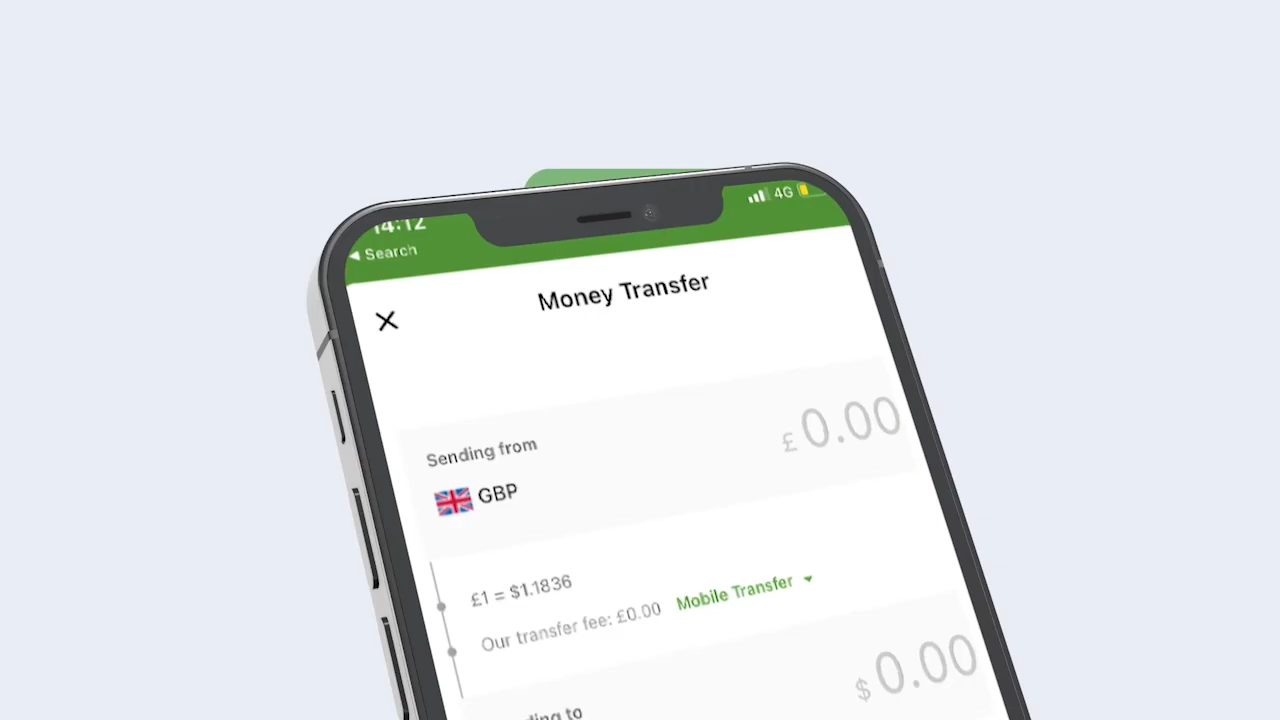 14:12
4G
◀ Search
Money Transfer
Sending from
£ 0.00
GBP
£1 = $1.1836
Our transfer fee: £0.00 Mobile Transfer
$ 0.00
to